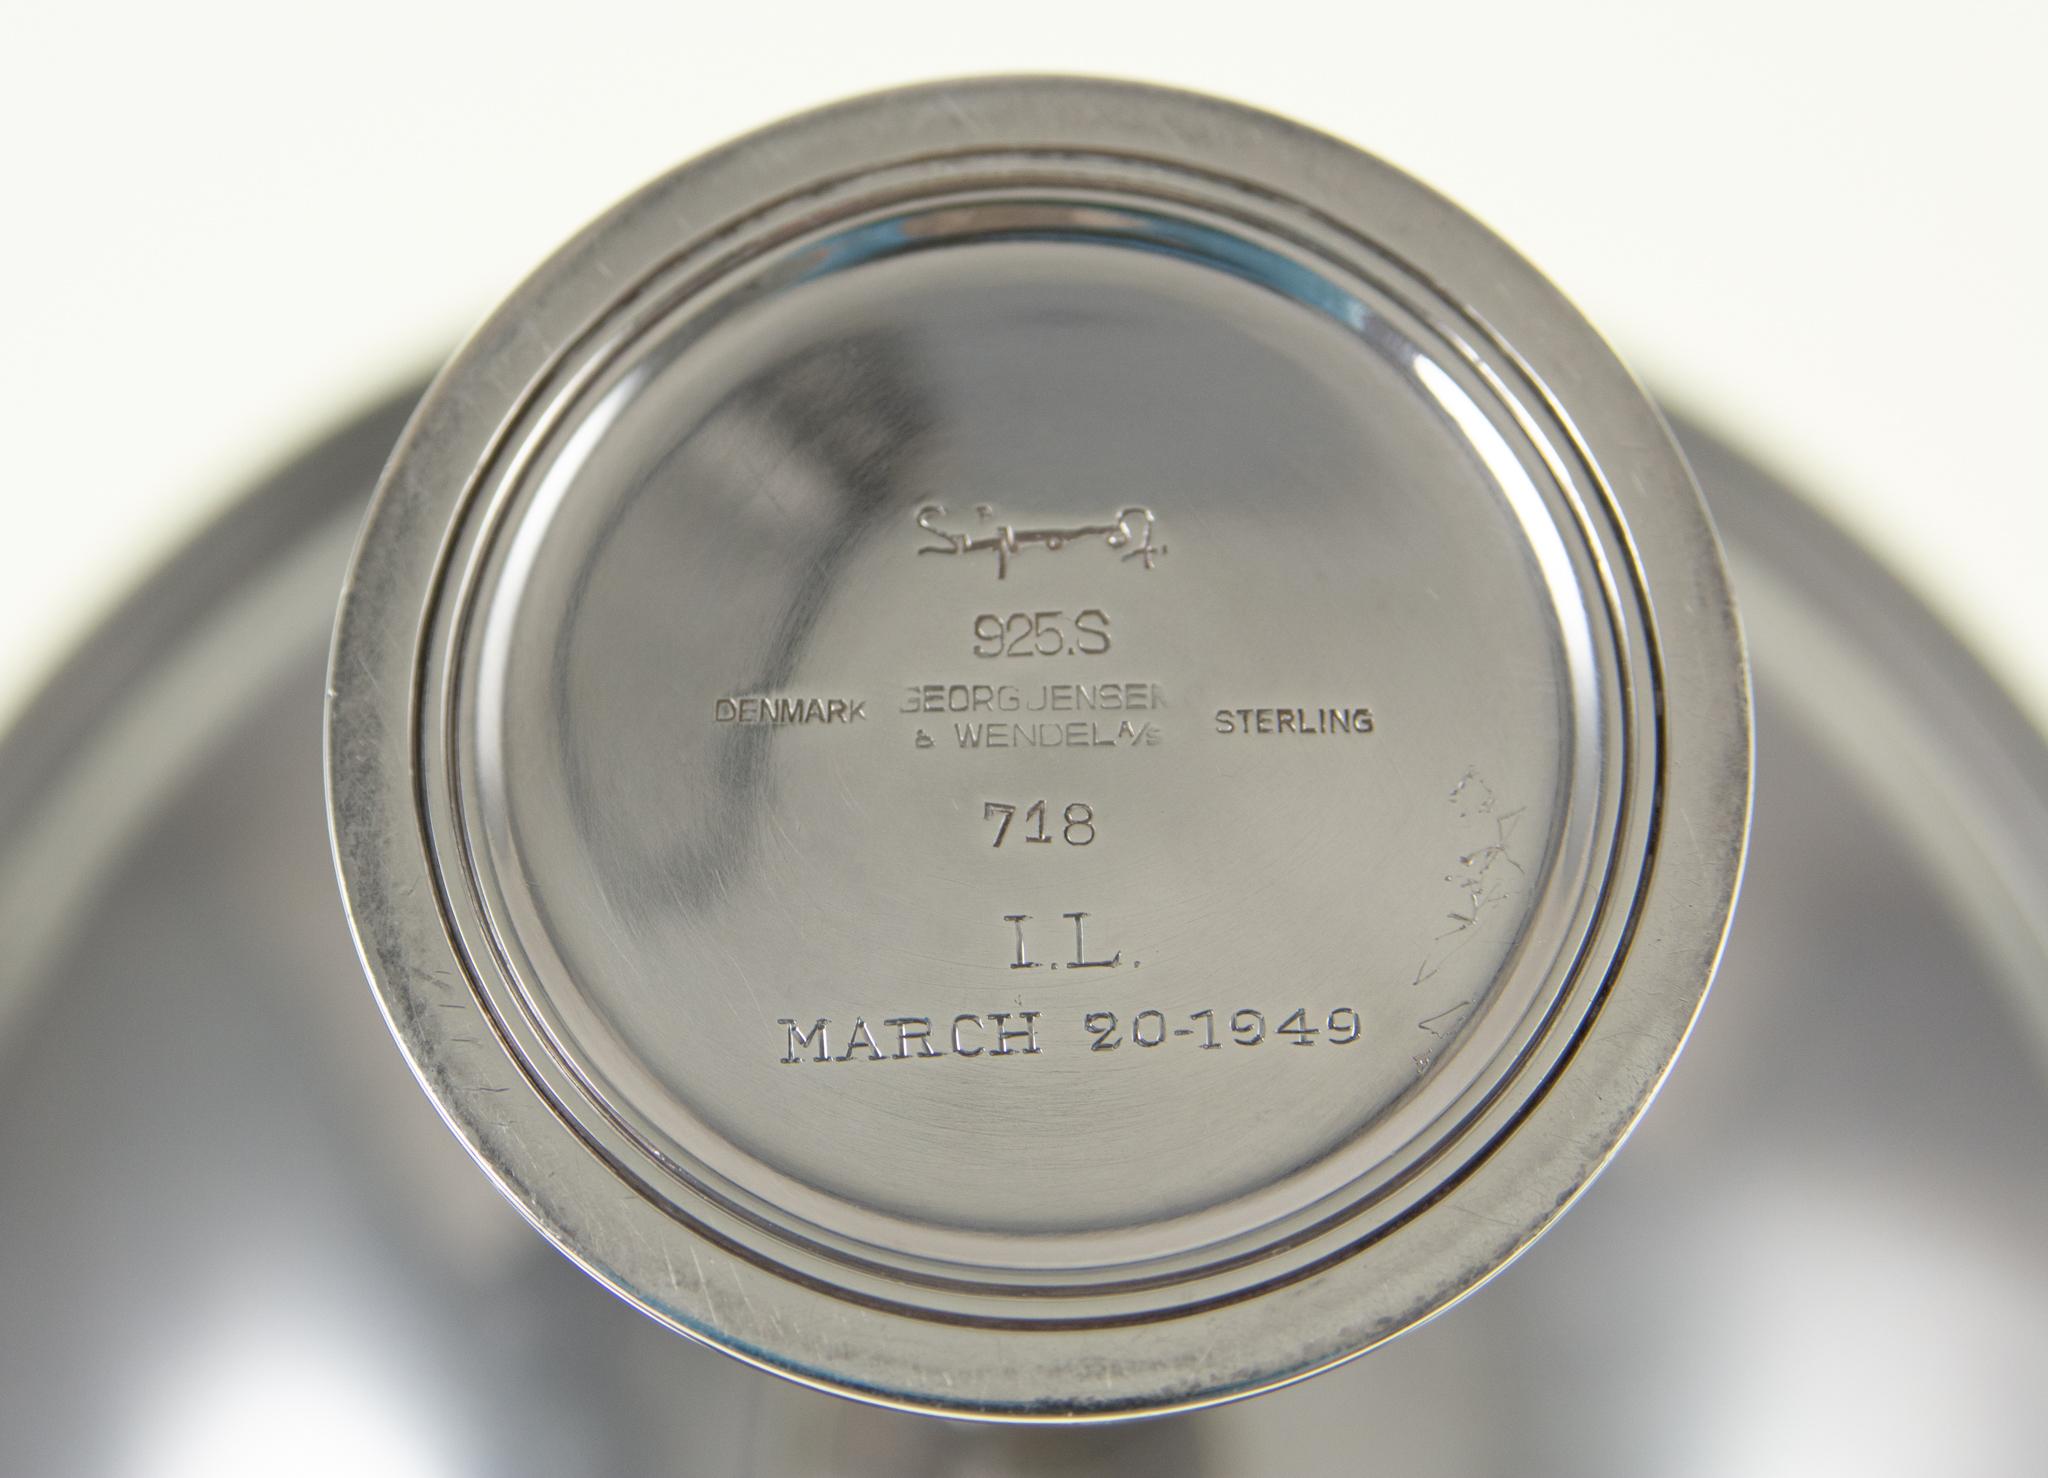 925.S
DENMARK GEORG JENSEN STERLING
& WENDEL A/S
718
I.L.
MARCH 20-1949